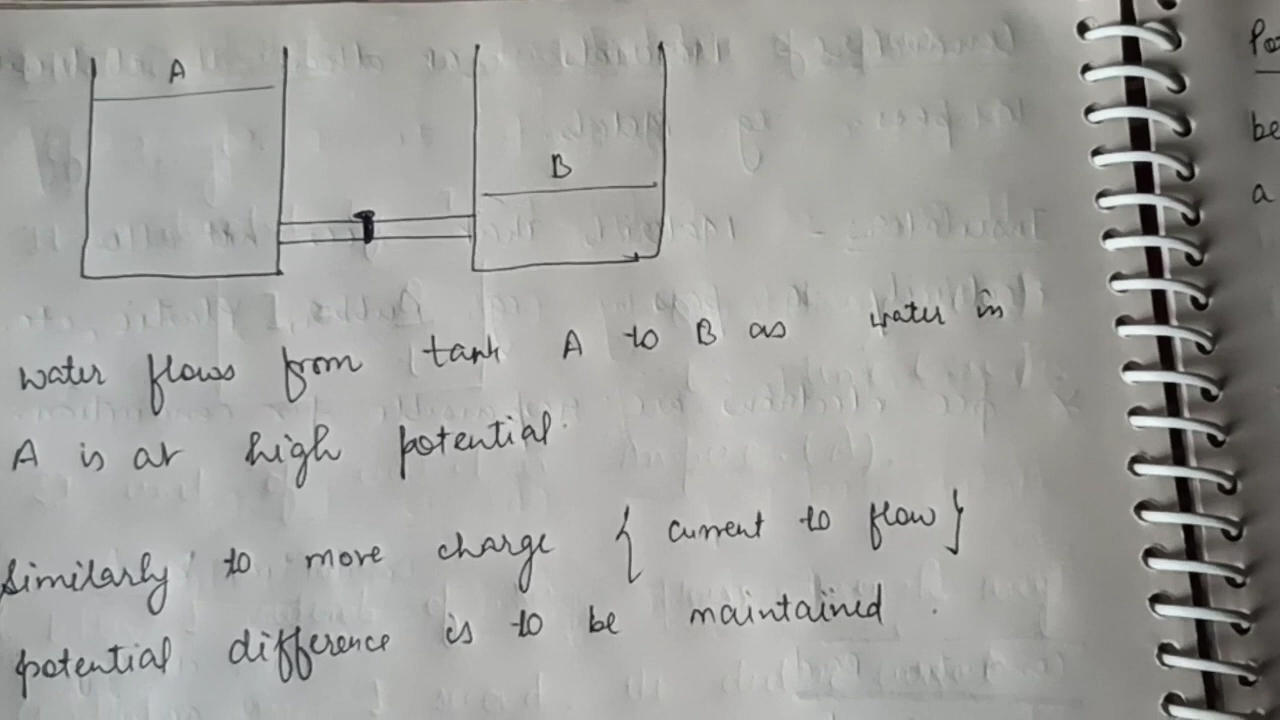 A
B
water flows from tank A to B as water in
A is at high potential.
Similarly to more charge { current to flow }
potential difference is to be maintained .
be
a